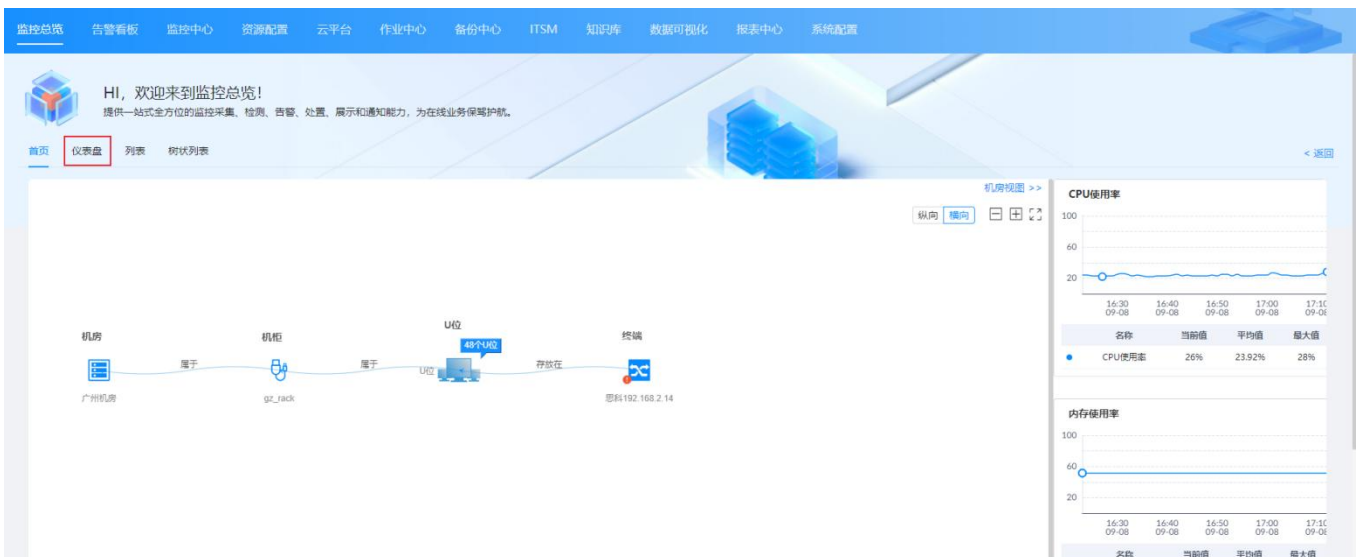 监控总览 告警看板 监控中心 资源配置 云平台 作业中心 备份中心 ITSM 知识库 数据可视化 报表中心 系统配置
HI，欢迎来到监控总览！
提供一站式全方位的监控采集、检测、告警、处置、展示和通知能力，为在线业务保驾护航。
首页 仪表盘 列表 树状列表 < 返回
机房视图 >>
纵向 横向
机房 机柜 U位 终端
48个U位
属于 属于 U位 存放在
广州机房 gz_rack 思科192.168.2.14
CPU使用率
100
60
20
16:30 16:40 16:50 17:00 17:10
09-08 09-08 09-08 09-08 09-08
名称 当前值 平均值 最大值
CPU使用率 26% 23.92% 28%
内存使用率
100
60
20
16:30 16:40 16:50 17:00 17:10
09-08 09-08 09-08 09-08 09-08
名称 当前值 平均值 最大值